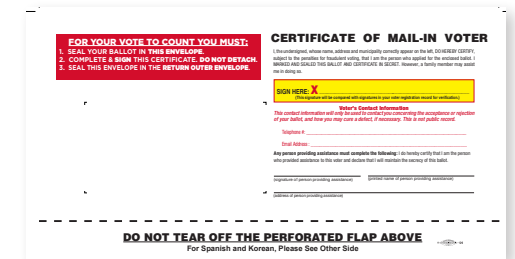 FOR YOUR VOTE TO COUNT YOU MUST:
1. SEAL YOUR BALLOT IN THIS ENVELOPE.
2. COMPLETE & SIGN THIS CERTIFICATE. DO NOT DETACH.
3. SEAL THIS ENVELOPE IN THE RETURN OUTER ENVELOPE.
CERTIFICATE OF MAIL-IN VOTER
I, the undersigned, whose name, address and municipality correctly appear on the left, DO HEREBY CERTIFY,
subject to the penalties for fraudulent voting, that I am the person who applied for the enclosed ballot. I
MARKED AND SEALED THIS BALLOT AND CERTIFICATE IN SECRET. However, a family member may assist
me in doing so.
SIGN HERE: X
(This signature will be compared with signatures in your voter registration record for verification.)
Voter's Contact Information
This contact information will only be used to contact you concerning the acceptance or rejection
of your ballot, and how you may cure a defect, if necessary. This is not public record.
Telephone #:
Email Address:
Any person providing assistance must complete the following: I do hereby certify that I am the person
who provided assistance to this voter and declare that I will maintain the secrecy of this ballot.
(signature of person providing assistance) (printed name of person providing assistance)
(address of person providing assistance)
DO NOT TEAR OFF THE PERFORATED FLAP ABOVE
For Spanish and Korean, Please See Other Side